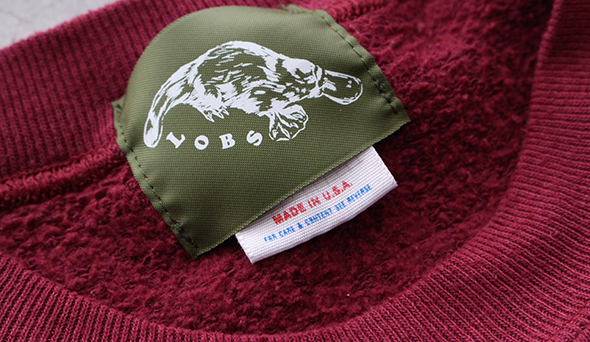 LOBS
MADE IN U.S.A.
FOR CARE & CONTENT SEE REVERSE